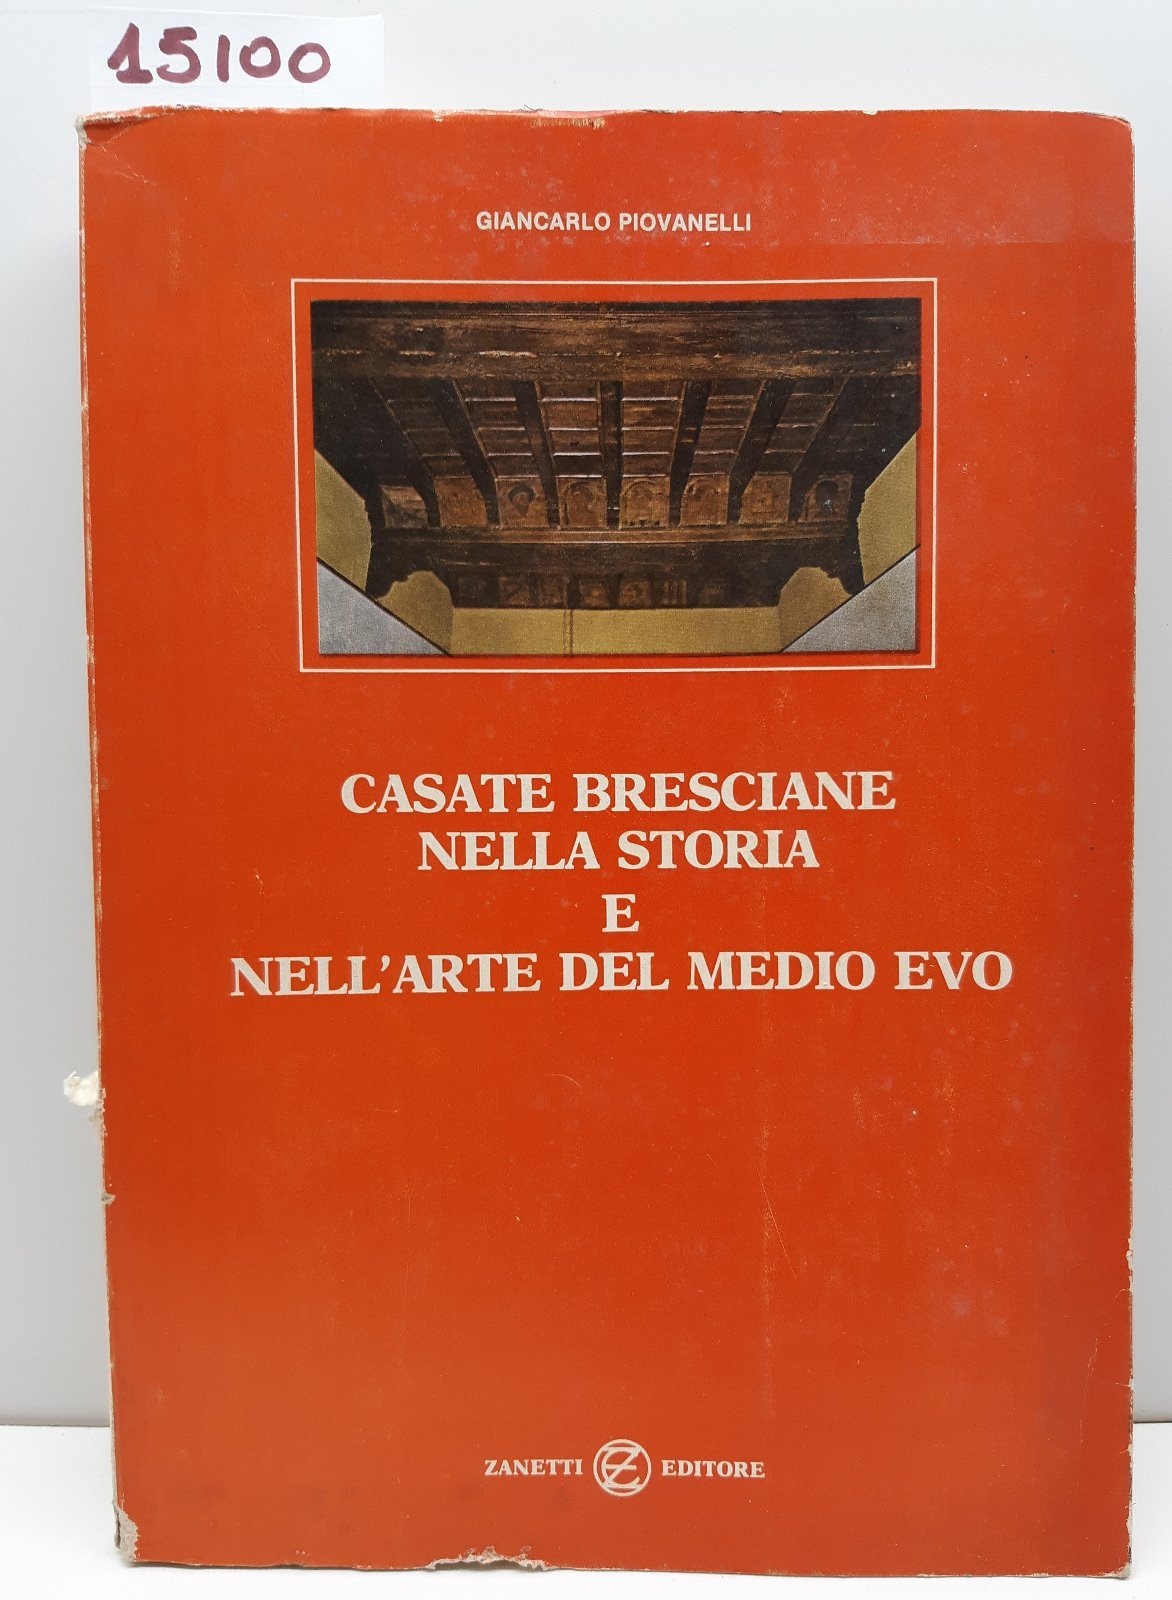 15100
GIANCARLO PIOVANELLI
CASATE BRESCIANE
NELLA STORIA
E
NELL'ARTE DEL MEDIO EVO
ZANETTI EDITORE